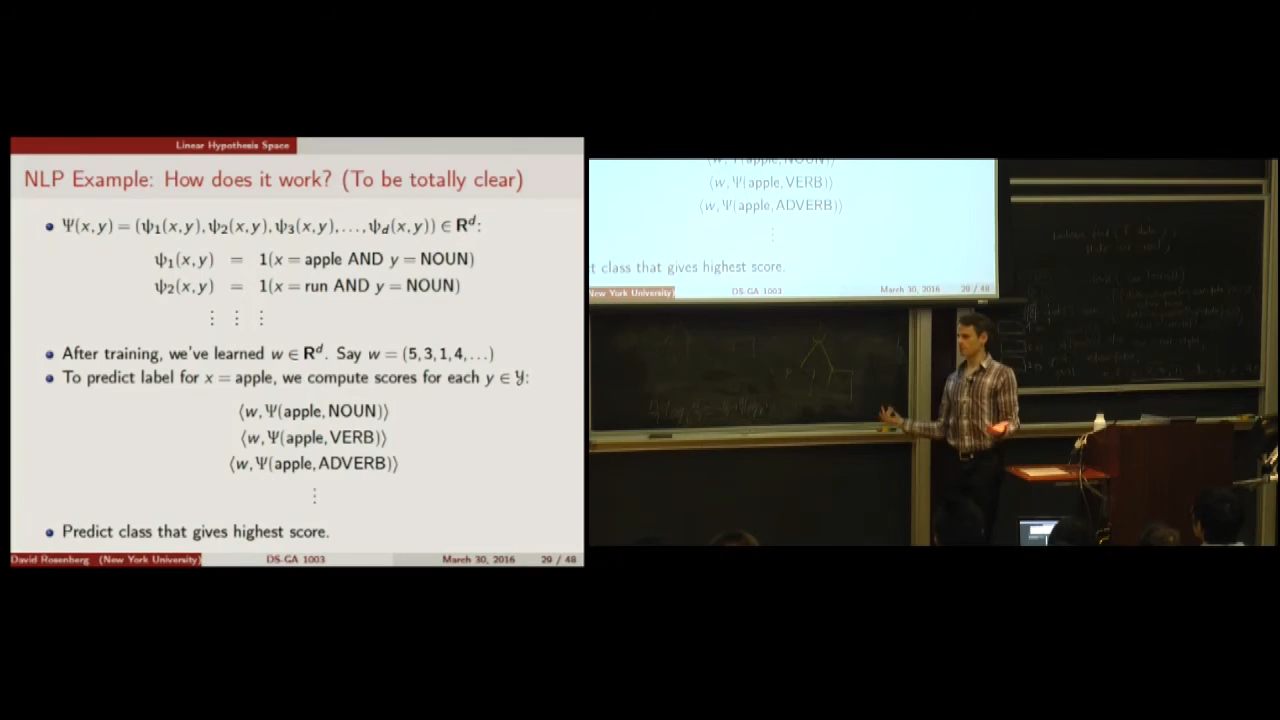 Linear Hypothesis Space
NLP Example: How does it work? (To be totally clear)
Ψ(x,y) = (ψ₁(x,y),ψ₂(x,y),ψ₃(x,y),...,ψ_d(x,y)) ∈ R^d:
ψ₁(x,y) = 1(x = apple AND y = NOUN)
ψ₂(x,y) = 1(x = run AND y = NOUN)
⋮ ⋮ ⋮
After training, we've learned w ∈ R^d. Say w = (5,3,1,4,...)
To predict label for x = apple, we compute scores for each y ∈ 𝒴:
⟨w,Ψ(apple,NOUN)⟩
⟨w,Ψ(apple,VERB)⟩
⟨w,Ψ(apple,ADVERB)⟩
⋮
Predict class that gives highest score.
David Rosenberg (New York University) DS-GA 1003 March 30, 2016 29 / 48
⟨w,Ψ(apple,NOUN)⟩
⟨w,Ψ(apple,VERB)⟩
⟨w,Ψ(apple,ADVERB)⟩
⋮
t class that gives highest score.
New York University) DS-GA 1003 March 30, 2016 29 / 48